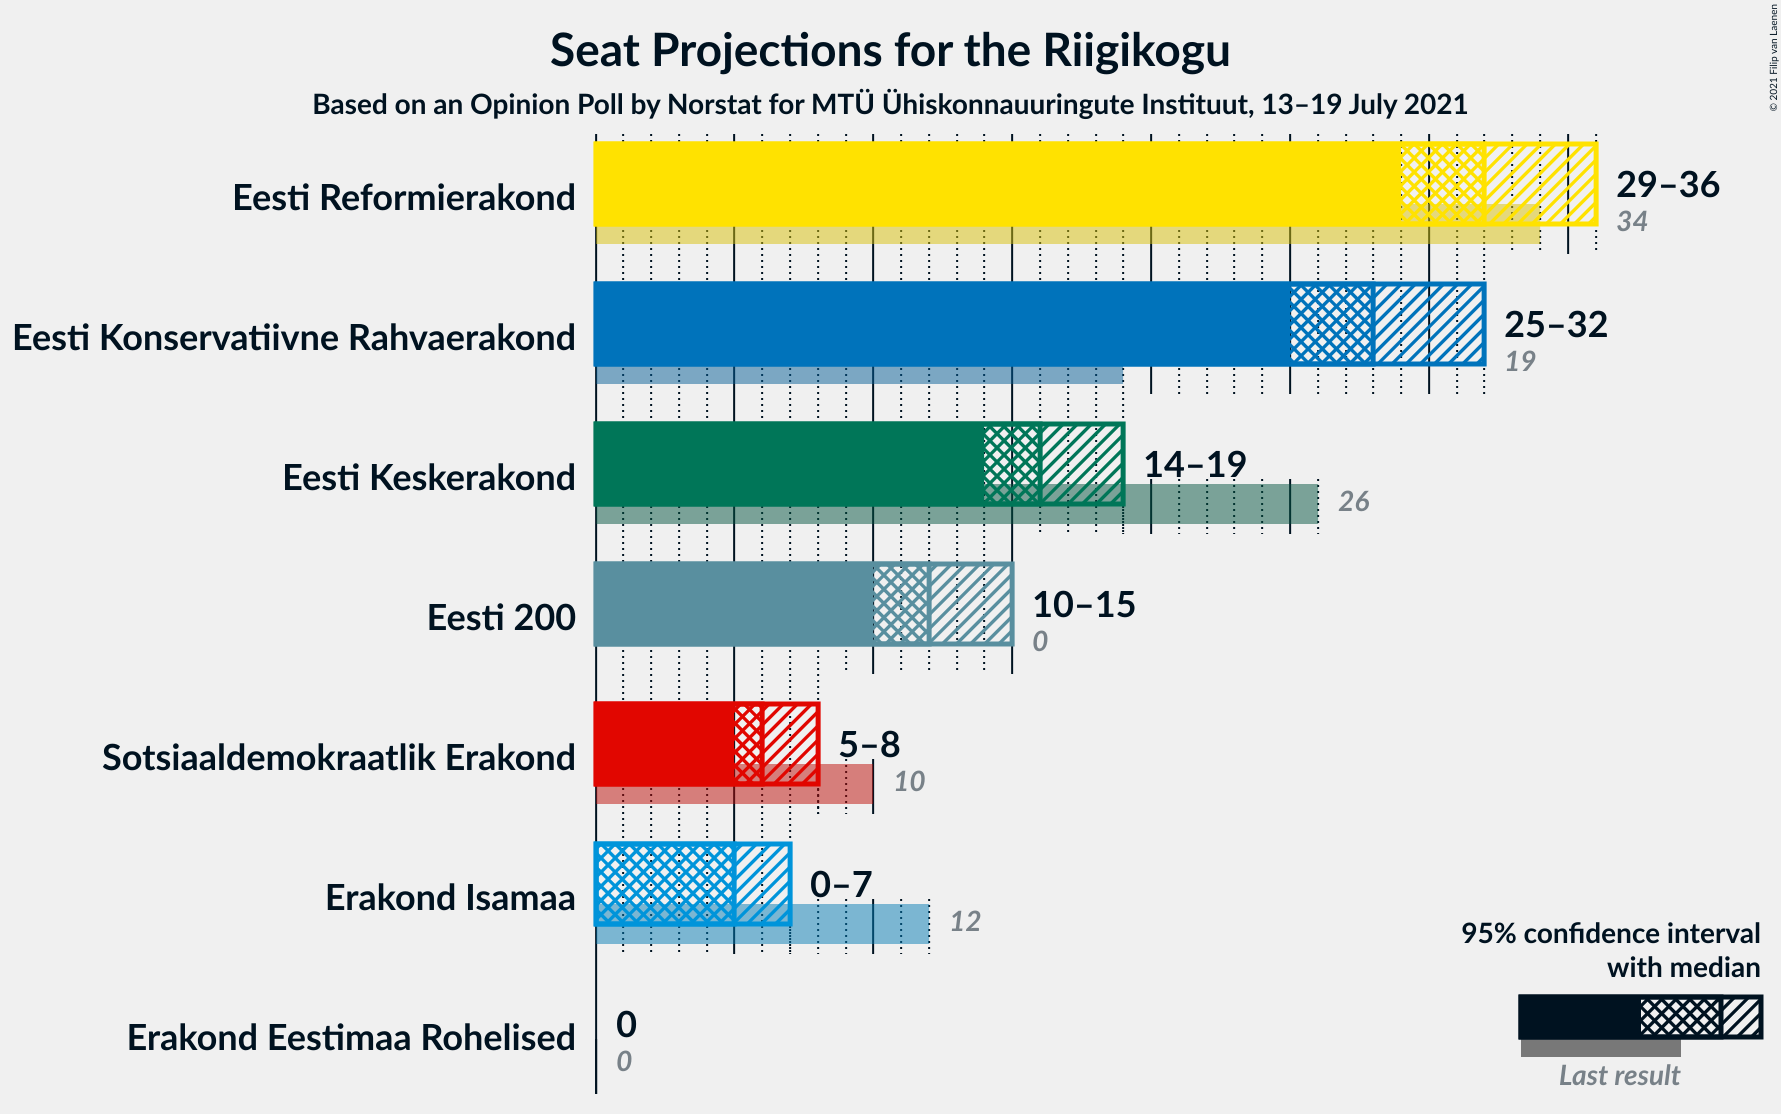 Seat Projections for the Riigikogu
Based on an Opinion Poll by Norstat for MTÜ Ühiskonnauuringute Instituut, 13–19 July 2021
© 2021 Filip van Laenen
Eesti Reformierakond
29–36
34
Eesti Konservatiivne Rahvaerakond
25–32
19
Eesti Keskerakond
14–19
26
Eesti 200
10–15
0
Sotsiaaldemokraatlik Erakond
5–8
10
Erakond Isamaa
0–7
12
Erakond Eestimaa Rohelised
0
0
95% confidence interval
with median
Last result